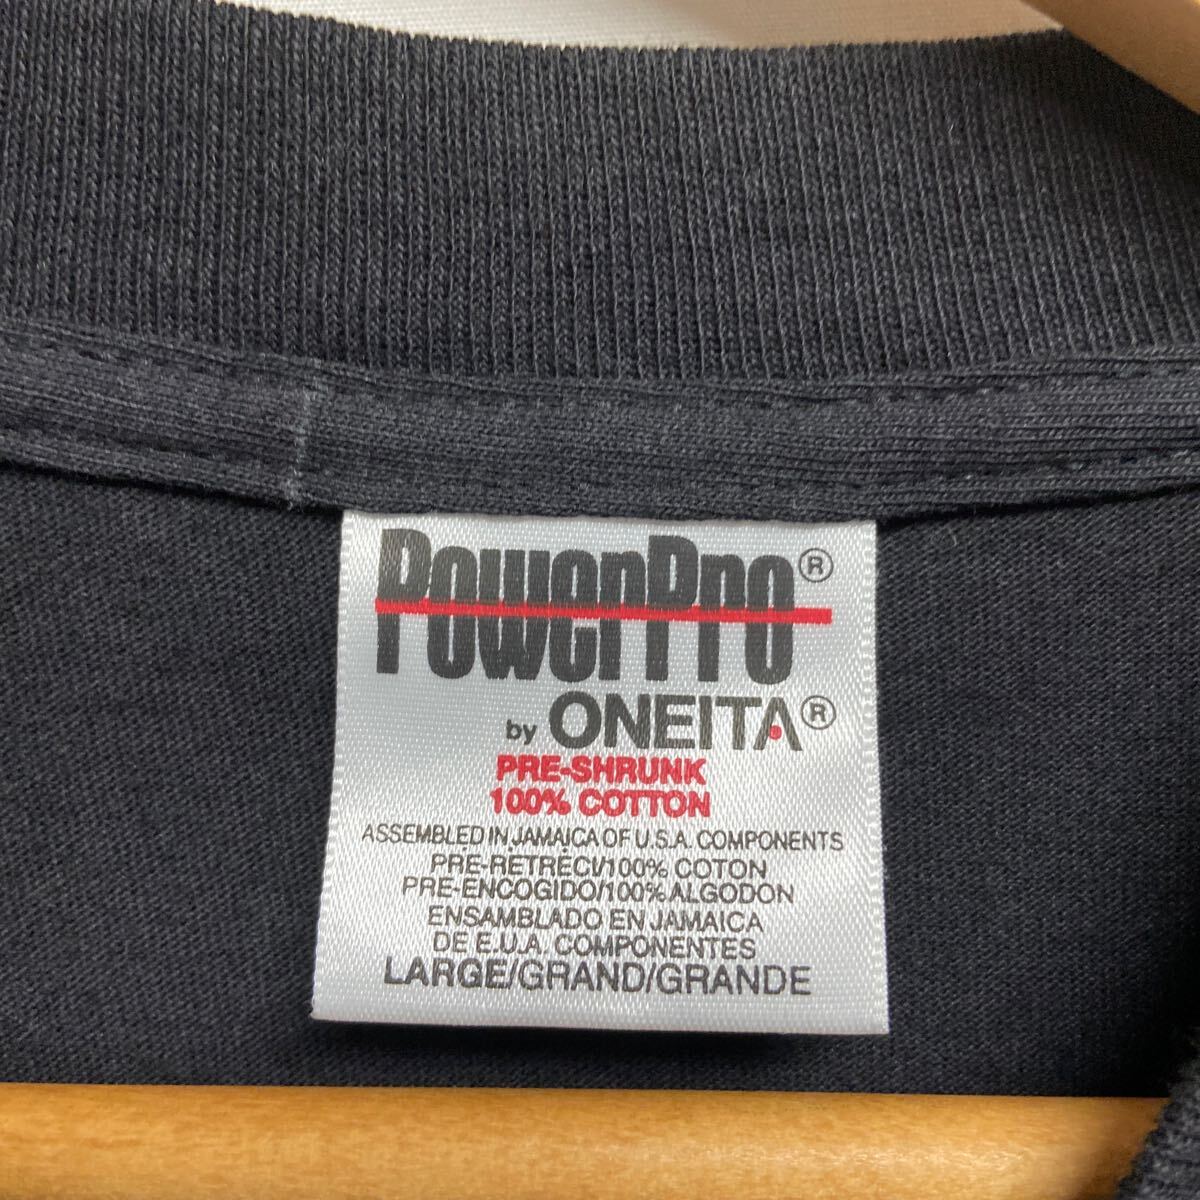 PowerPro®
by ONEITA®
PRE-SHRUNK
100% COTTON
ASSEMBLED IN JAMAICA OF U.S.A. COMPONENTS
PRE-RETRÉCI/100% COTON
PRE-ENCOGIDO/100% ALGODON
ENSAMBLADO EN JAMAICA
DE E.U.A. COMPONENTES
LARGE/GRAND/GRANDE